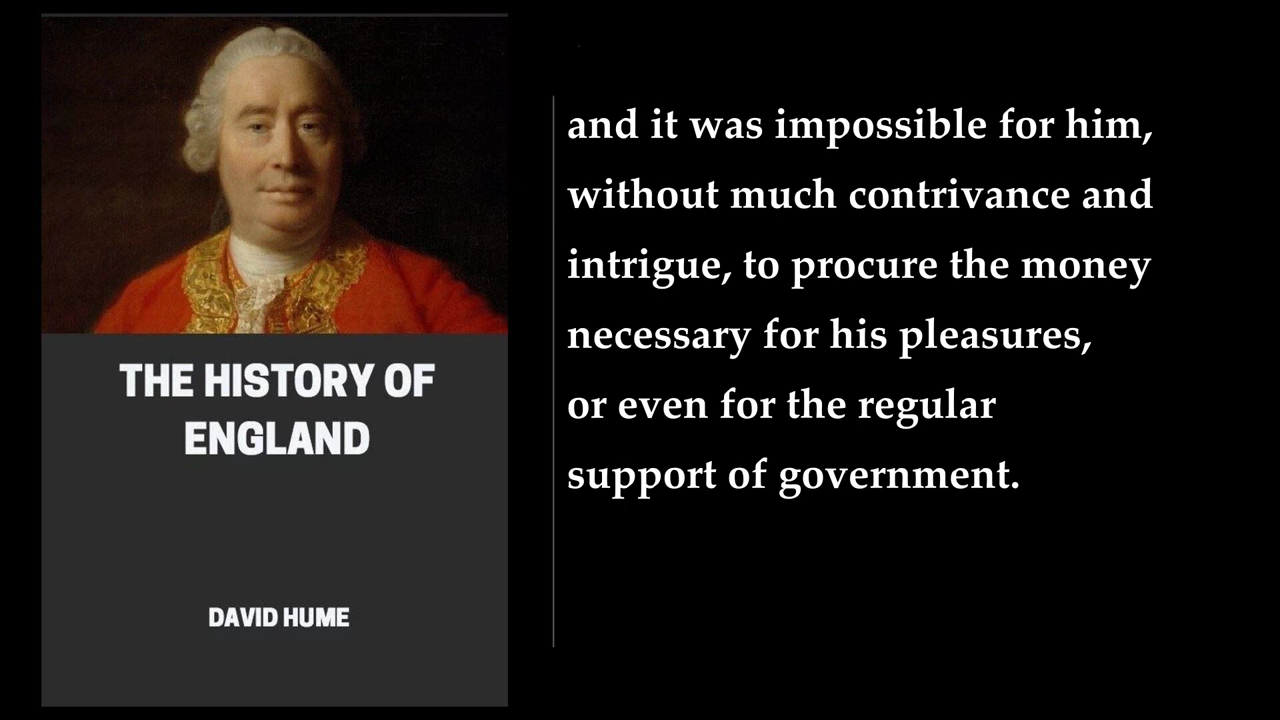 THE HISTORY OF
ENGLAND
DAVID HUME
and it was impossible for him,
without much contrivance and
intrigue, to procure the money
necessary for his pleasures,
or even for the regular
support of government.